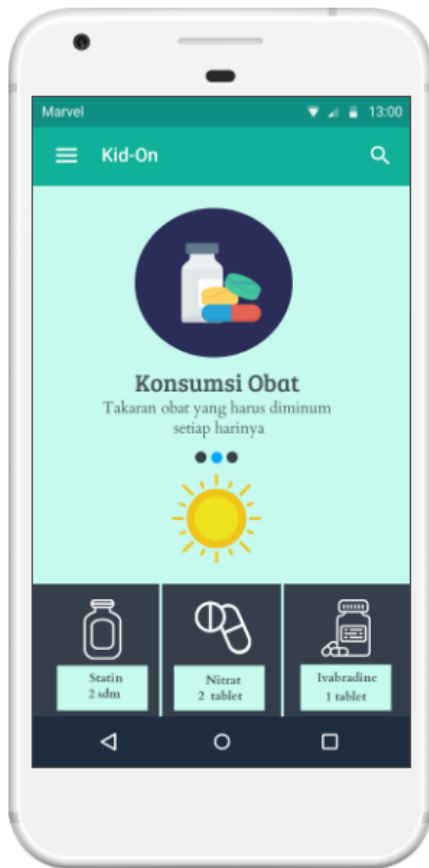 Marvel 13:00
Kid-On
Konsumsi Obat
Takaran obat yang harus diminum
setiap harinya
Statin
2 sdm
Nitrat
2 tablet
Ivabradine
1 tablet